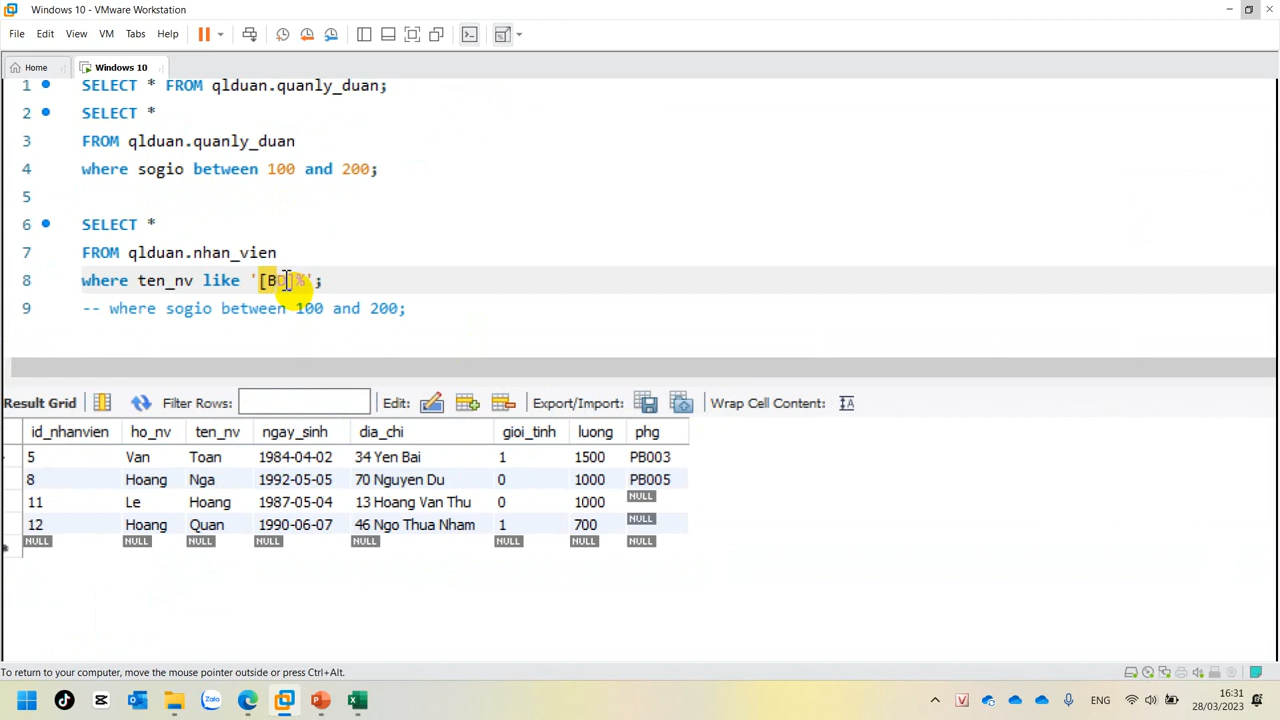 Windows 10 - VMware Workstation
File Edit View VM Tabs Help
Home Windows 10
1 SELECT * FROM qlduan.quanly_duan;
2 SELECT *
3 FROM qlduan.quanly_duan
4 where sogio between 100 and 200;
5
6 SELECT *
7 FROM qlduan.nhan_vien
8 where ten_nv like '[BD]%';
9 -- where sogio between 100 and 200;
Result Grid Filter Rows: Edit: Export/Import: Wrap Cell Content:
id_nhanvien ho_nv ten_nv ngay_sinh dia_chi gioi_tinh luong phg
5 Van Toan 1984-04-02 34 Yen Bai 1 1500 PB003
8 Hoang Nga 1992-05-05 70 Nguyen Du 0 1000 PB005
11 Le Hoang 1987-05-04 13 Hoang Van Thu 0 1000 NULL
12 Hoang Quan 1990-06-07 46 Ngo Thua Nham 1 700 NULL
NULL NULL NULL NULL NULL NULL NULL NULL
To return to your computer, move the mouse pointer outside or press Ctrl+Alt.
Zalo ENG 16:31
28/03/2023